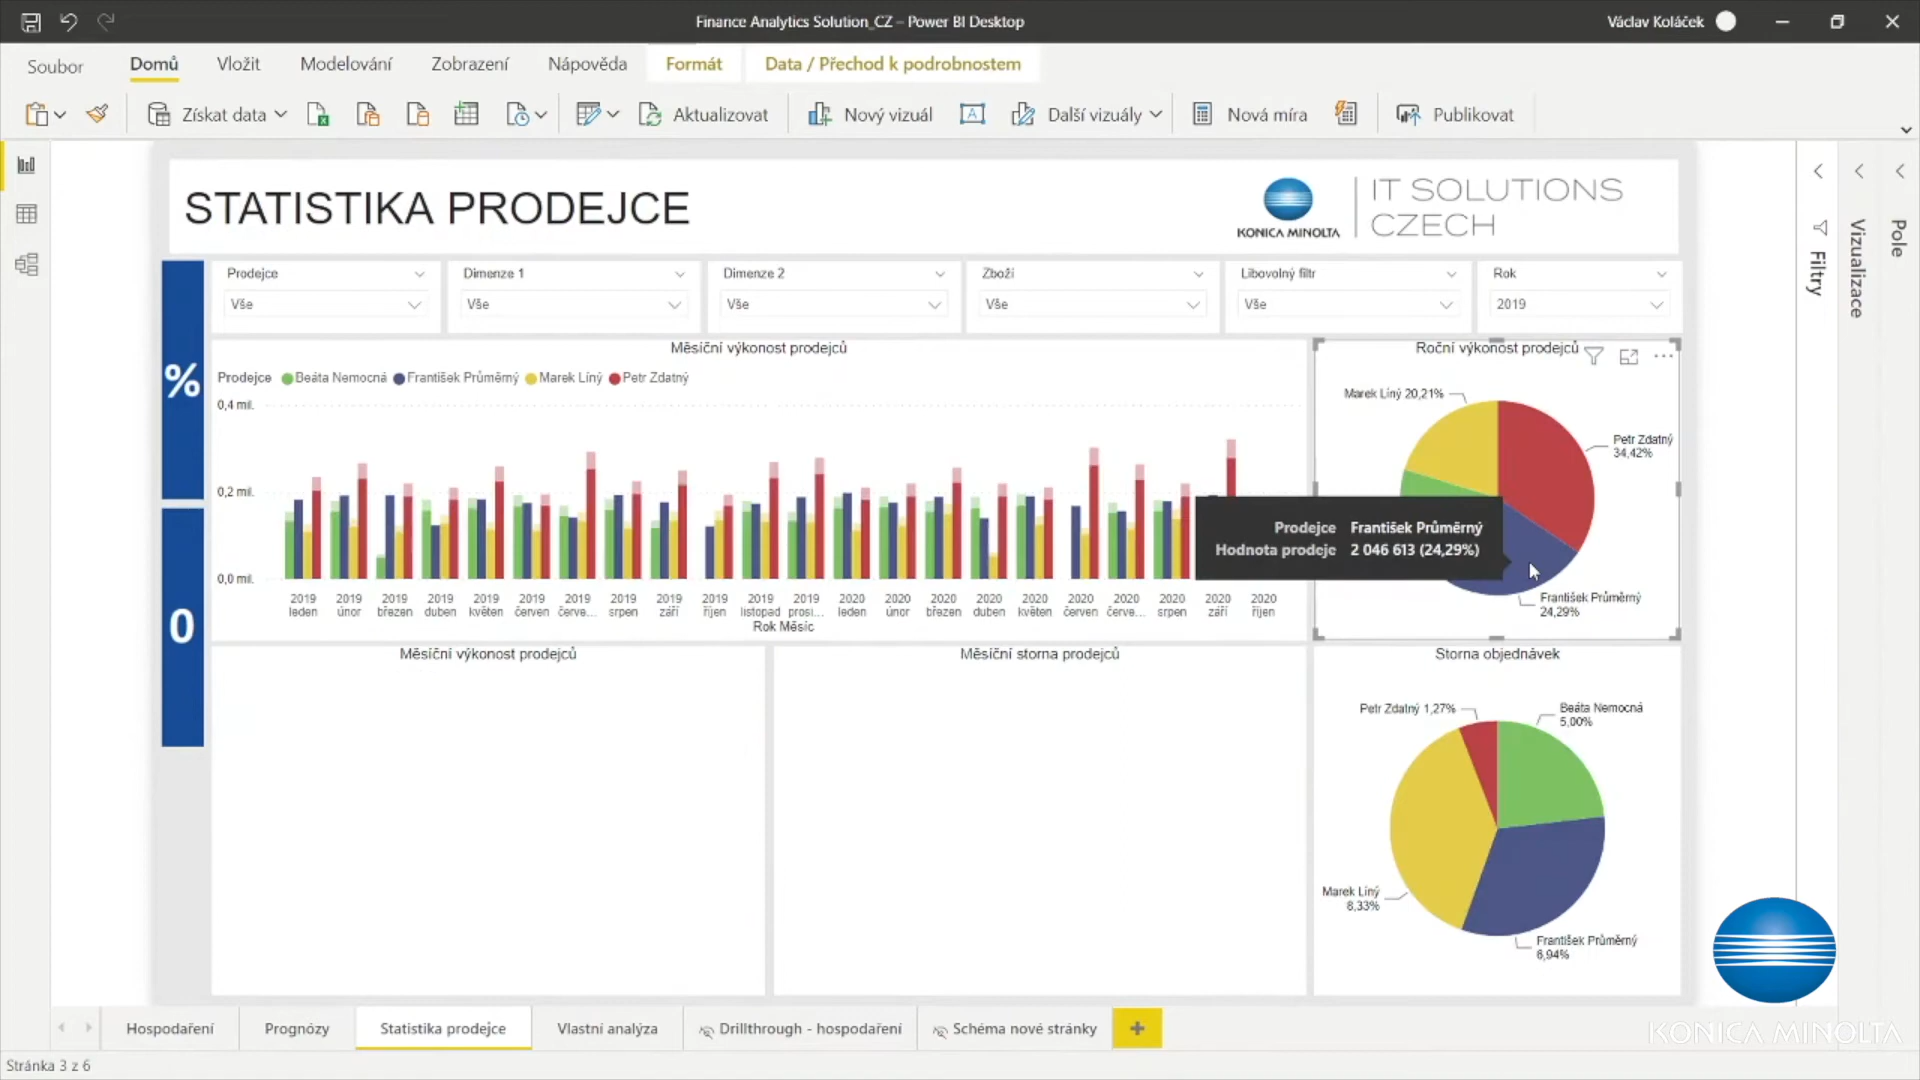 Finance Analytics Solution_CZ – Power BI Desktop
Václav Koláček
Soubor
Domů
Vložit
Modelování
Zobrazení
Nápověda
Formát
Data / Přechod k podrobnostem
Získat data
Aktualizovat
Nový vizuál
Další vizuály
Nová míra
Publikovat
STATISTIKA PRODEJCE
KONICA MINOLTA
IT SOLUTIONS
CZECH
Filtry
Vizualizace
Pole
Prodejce
Dimenze 1
Dimenze 2
Zboží
Libovolný filtr
Rok
Vše
Vše
Vše
Vše
Vše
2019
%
0
Měsíční výkonost prodejců
Prodejce Beáta Nemocná František Průměrný Marek Líný Petr Zdatný
0,4 mil.
0,2 mil.
0,0 mil.
2019 2019 2019 2019 2019 2019 2019 2019 2019 2019 2019 2019 2020 2020 2020 2020 2020 2020 2020 2020 2020 2020
leden únor březen duben květen červen červe... srpen září říjen listopad prosi... leden únor březen duben květen červen červe... srpen září říjen
Rok Měsíc
Roční výkonost prodejců
Marek Líný 20,21%
Petr Zdatný
34,42%
Prodejce František Průměrný
Hodnota prodeje 2 046 613 (24,29%)
František Průměrný
24,29%
Měsíční výkonost prodejců
Měsíční storna prodejců
Storna objednávek
Petr Zdatný 1,27%
Beáta Nemocná
5,00%
Marek Líný
8,33%
František Průměrný
6,94%
Hospodaření
Prognózy
Statistika prodejce
Vlastní analýza
Drillthrough - hospodaření
Schéma nové stránky
+
KONICA MINOLTA
Stránka 3 z 6